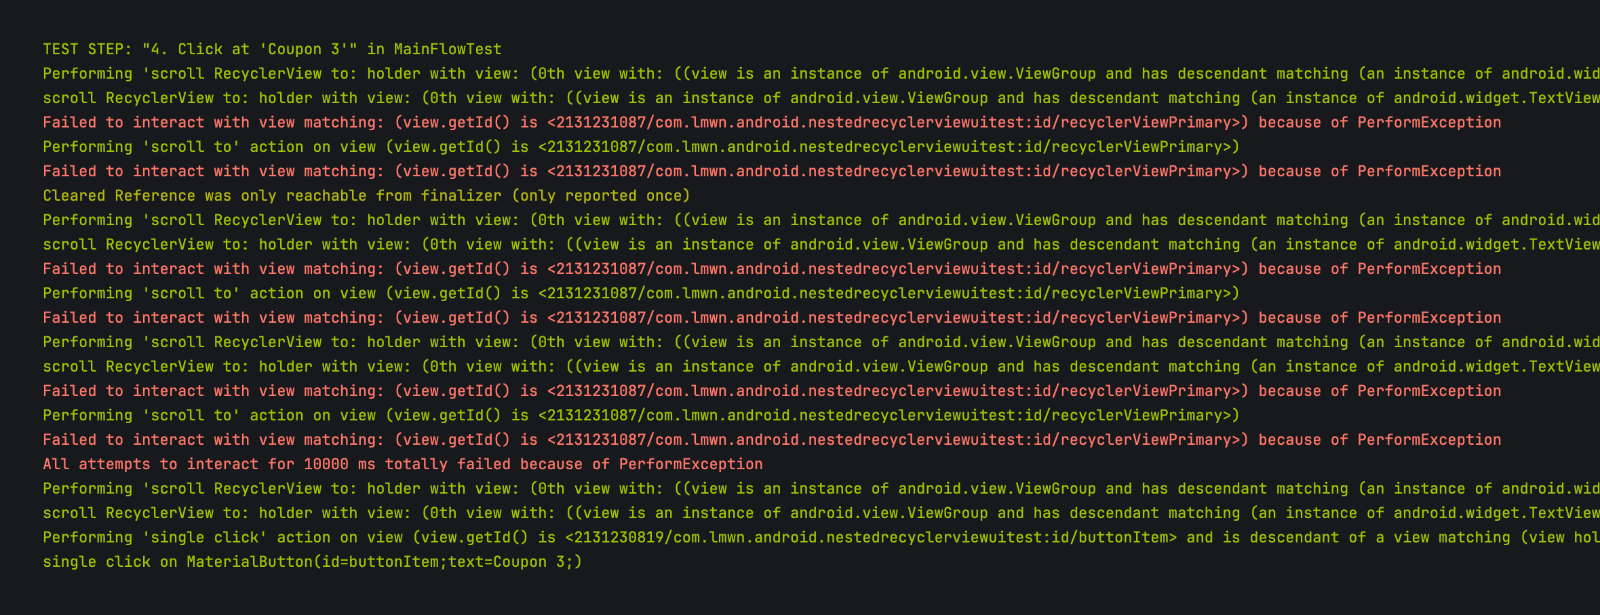 TEST STEP: "4. Click at 'Coupon 3'" in MainFlowTest
Performing 'scroll RecyclerView to: holder with view: (0th view with: ((view is an instance of android.view.ViewGroup and has descendant matching (an instance of android.wid
scroll RecyclerView to: holder with view: (0th view with: ((view is an instance of android.view.ViewGroup and has descendant matching (an instance of android.widget.TextView
Failed to interact with view matching: (view.getId() is <2131231087/com.lmwn.android.nestedrecyclerviewuitest:id/recyclerViewPrimary>) because of PerformException
Performing 'scroll to' action on view (view.getId() is <2131231087/com.lmwn.android.nestedrecyclerviewuitest:id/recyclerViewPrimary>)
Failed to interact with view matching: (view.getId() is <2131231087/com.lmwn.android.nestedrecyclerviewuitest:id/recyclerViewPrimary>) because of PerformException
Cleared Reference was only reachable from finalizer (only reported once)
Performing 'scroll RecyclerView to: holder with view: (0th view with: ((view is an instance of android.view.ViewGroup and has descendant matching (an instance of android.wid
scroll RecyclerView to: holder with view: (0th view with: ((view is an instance of android.view.ViewGroup and has descendant matching (an instance of android.widget.TextView
Failed to interact with view matching: (view.getId() is <2131231087/com.lmwn.android.nestedrecyclerviewuitest:id/recyclerViewPrimary>) because of PerformException
Performing 'scroll to' action on view (view.getId() is <2131231087/com.lmwn.android.nestedrecyclerviewuitest:id/recyclerViewPrimary>)
Failed to interact with view matching: (view.getId() is <2131231087/com.lmwn.android.nestedrecyclerviewuitest:id/recyclerViewPrimary>) because of PerformException
Performing 'scroll RecyclerView to: holder with view: (0th view with: ((view is an instance of android.view.ViewGroup and has descendant matching (an instance of android.wid
scroll RecyclerView to: holder with view: (0th view with: ((view is an instance of android.view.ViewGroup and has descendant matching (an instance of android.widget.TextView
Failed to interact with view matching: (view.getId() is <2131231087/com.lmwn.android.nestedrecyclerviewuitest:id/recyclerViewPrimary>) because of PerformException
Performing 'scroll to' action on view (view.getId() is <2131231087/com.lmwn.android.nestedrecyclerviewuitest:id/recyclerViewPrimary>)
Failed to interact with view matching: (view.getId() is <2131231087/com.lmwn.android.nestedrecyclerviewuitest:id/recyclerViewPrimary>) because of PerformException
All attempts to interact for 10000 ms totally failed because of PerformException
Performing 'scroll RecyclerView to: holder with view: (0th view with: ((view is an instance of android.view.ViewGroup and has descendant matching (an instance of android.wid
scroll RecyclerView to: holder with view: (0th view with: ((view is an instance of android.view.ViewGroup and has descendant matching (an instance of android.widget.TextView
Performing 'single click' action on view (view.getId() is <2131230819/com.lmwn.android.nestedrecyclerviewuitest:id/buttonItem> and is descendant of a view matching (view hol
single click on MaterialButton(id=buttonItem;text=Coupon 3;)